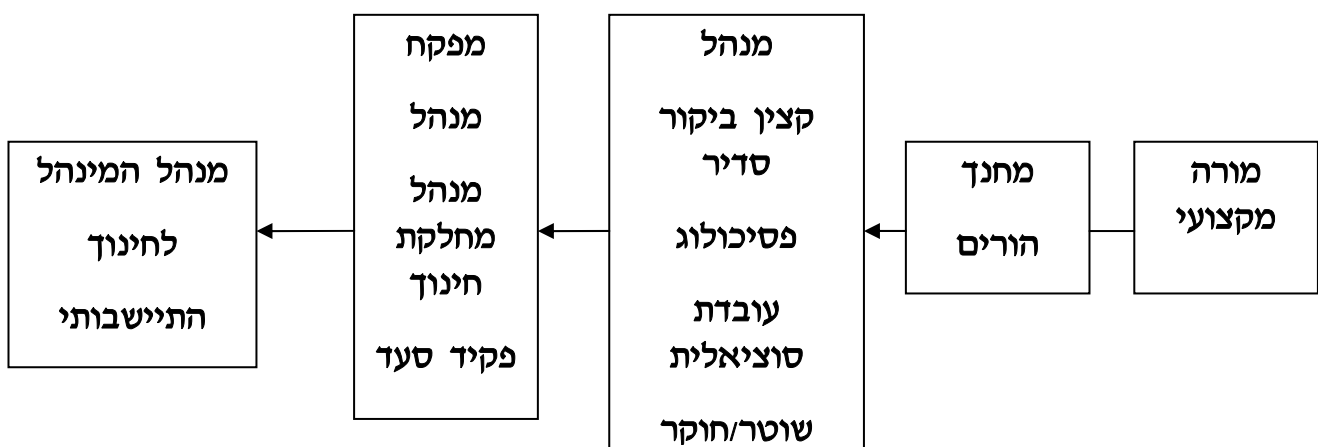 מורה
מקצועי
מחנך
הורים
מנהל
קצין ביקור
סדיר
פסיכולוג
עובדת
סוציאלית
שוטר/חוקר
מפקח
מנהל
מנהל
מחלקת
חינוך
פקיד סעד
מנהל המינהל
לחינוך
התיישבותי